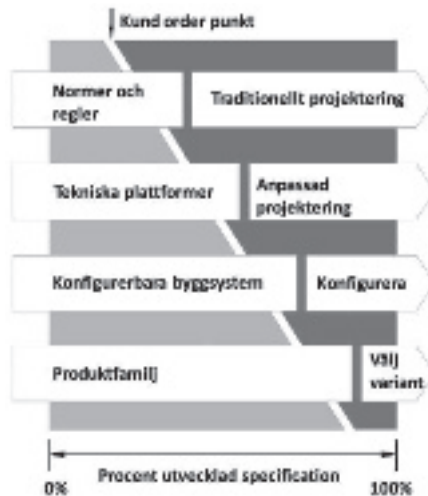 Kund order punkt
Normer och
regler
Traditionellt projektering
Tekniska plattformer
Anpassad
projektering
Konfigurerbara byggsystem
Konfigurera
Produktfamilj
Välj
variant
Procent utvecklad specification
0%
100%